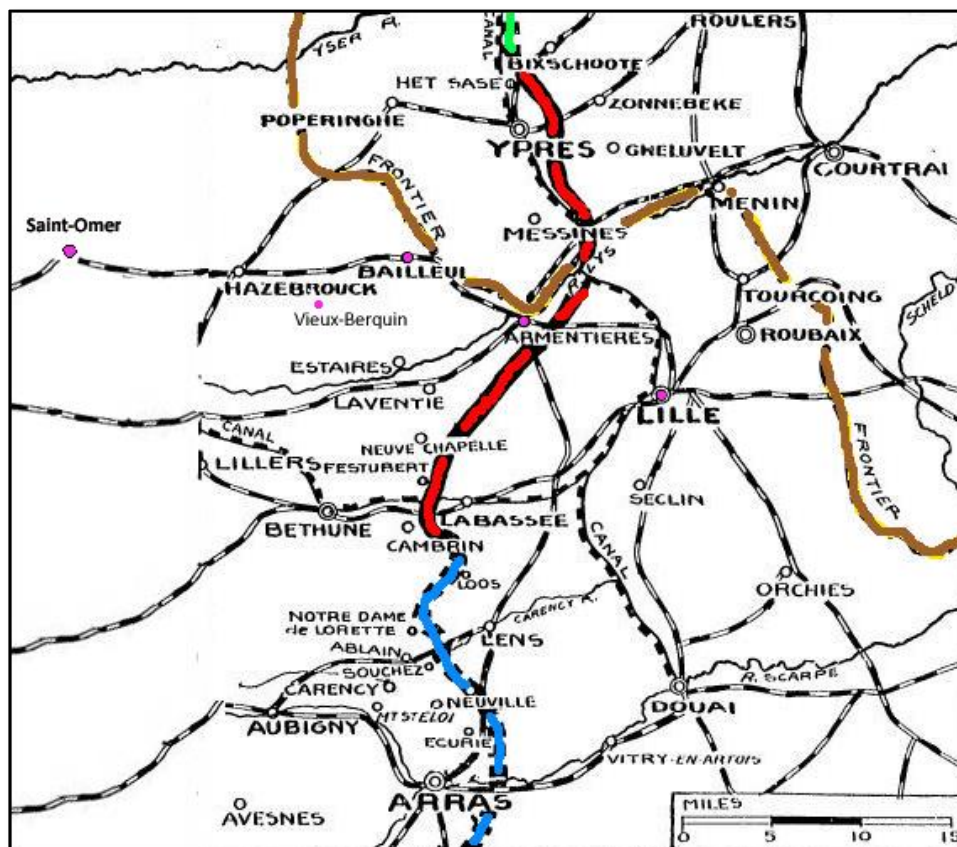 CANAL
ROULERS
YSER R.
BIXSCHOOTE
HET SASE
ZONNEBEKE
POPERINGHE
YPRES
GHELUVELT
COURTRAI
FRONTIER
MENIN
Saint-Omer
MESSINES
R. LYS
BAILLEUL
HAZEBROUCK
TOURCOING
SCHELD
Vieux-Berquin
ARMENTIERES
ROUBAIX
ESTAIRES
LAVENTIE
LILLE
CANAL
NEUVE CHAPELLE
FRONTIER
LILLERS
FESTUBERT
SECLIN
LABASSEE
BETHUNE
CAMBRIN
CANAL
LOOS
ORCHIES
NOTRE DAME
de LORETTE
CARENCY R.
LENS
ABLAIN
SOUCHEZ
R. SCARPE
CARENCY
NEUVILLE
DOUAI
MT ST ELOI
AUBIGNY
ECURIE
VITRY-EN-ARTOIS
ARRAS
AVESNES
MILES
0 5 10 15